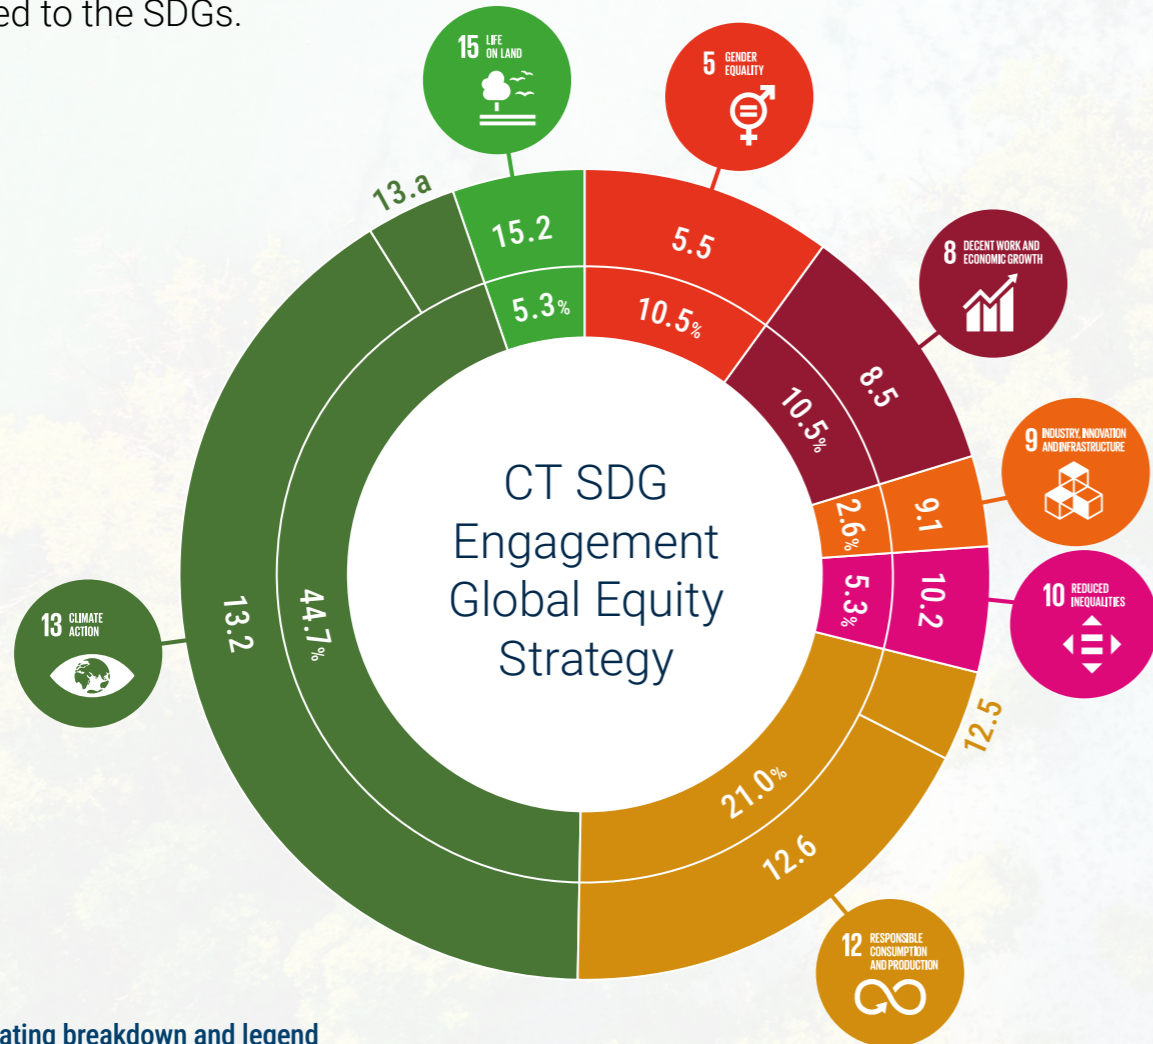 ed to the SDGs.
15 LIFE
ON LAND
5 GENDER
EQUALITY
13.a
15.2
5.5
8 DECENT WORK AND
ECONOMIC GROWTH
5.3%
10.5%
8.5
10.5%
9 INDUSTRY, INNOVATION
AND INFRASTRUCTURE
CT SDG
Engagement
Global Equity
Strategy
2.6%
9.1
5.3%
10.2
10 REDUCED
INEQUALITIES
13 CLIMATE
ACTION
13.2
44.7%
12.5
21.0%
12.6
12 RESPONSIBLE
CONSUMPTION
AND PRODUCTION
ating breakdown and legend